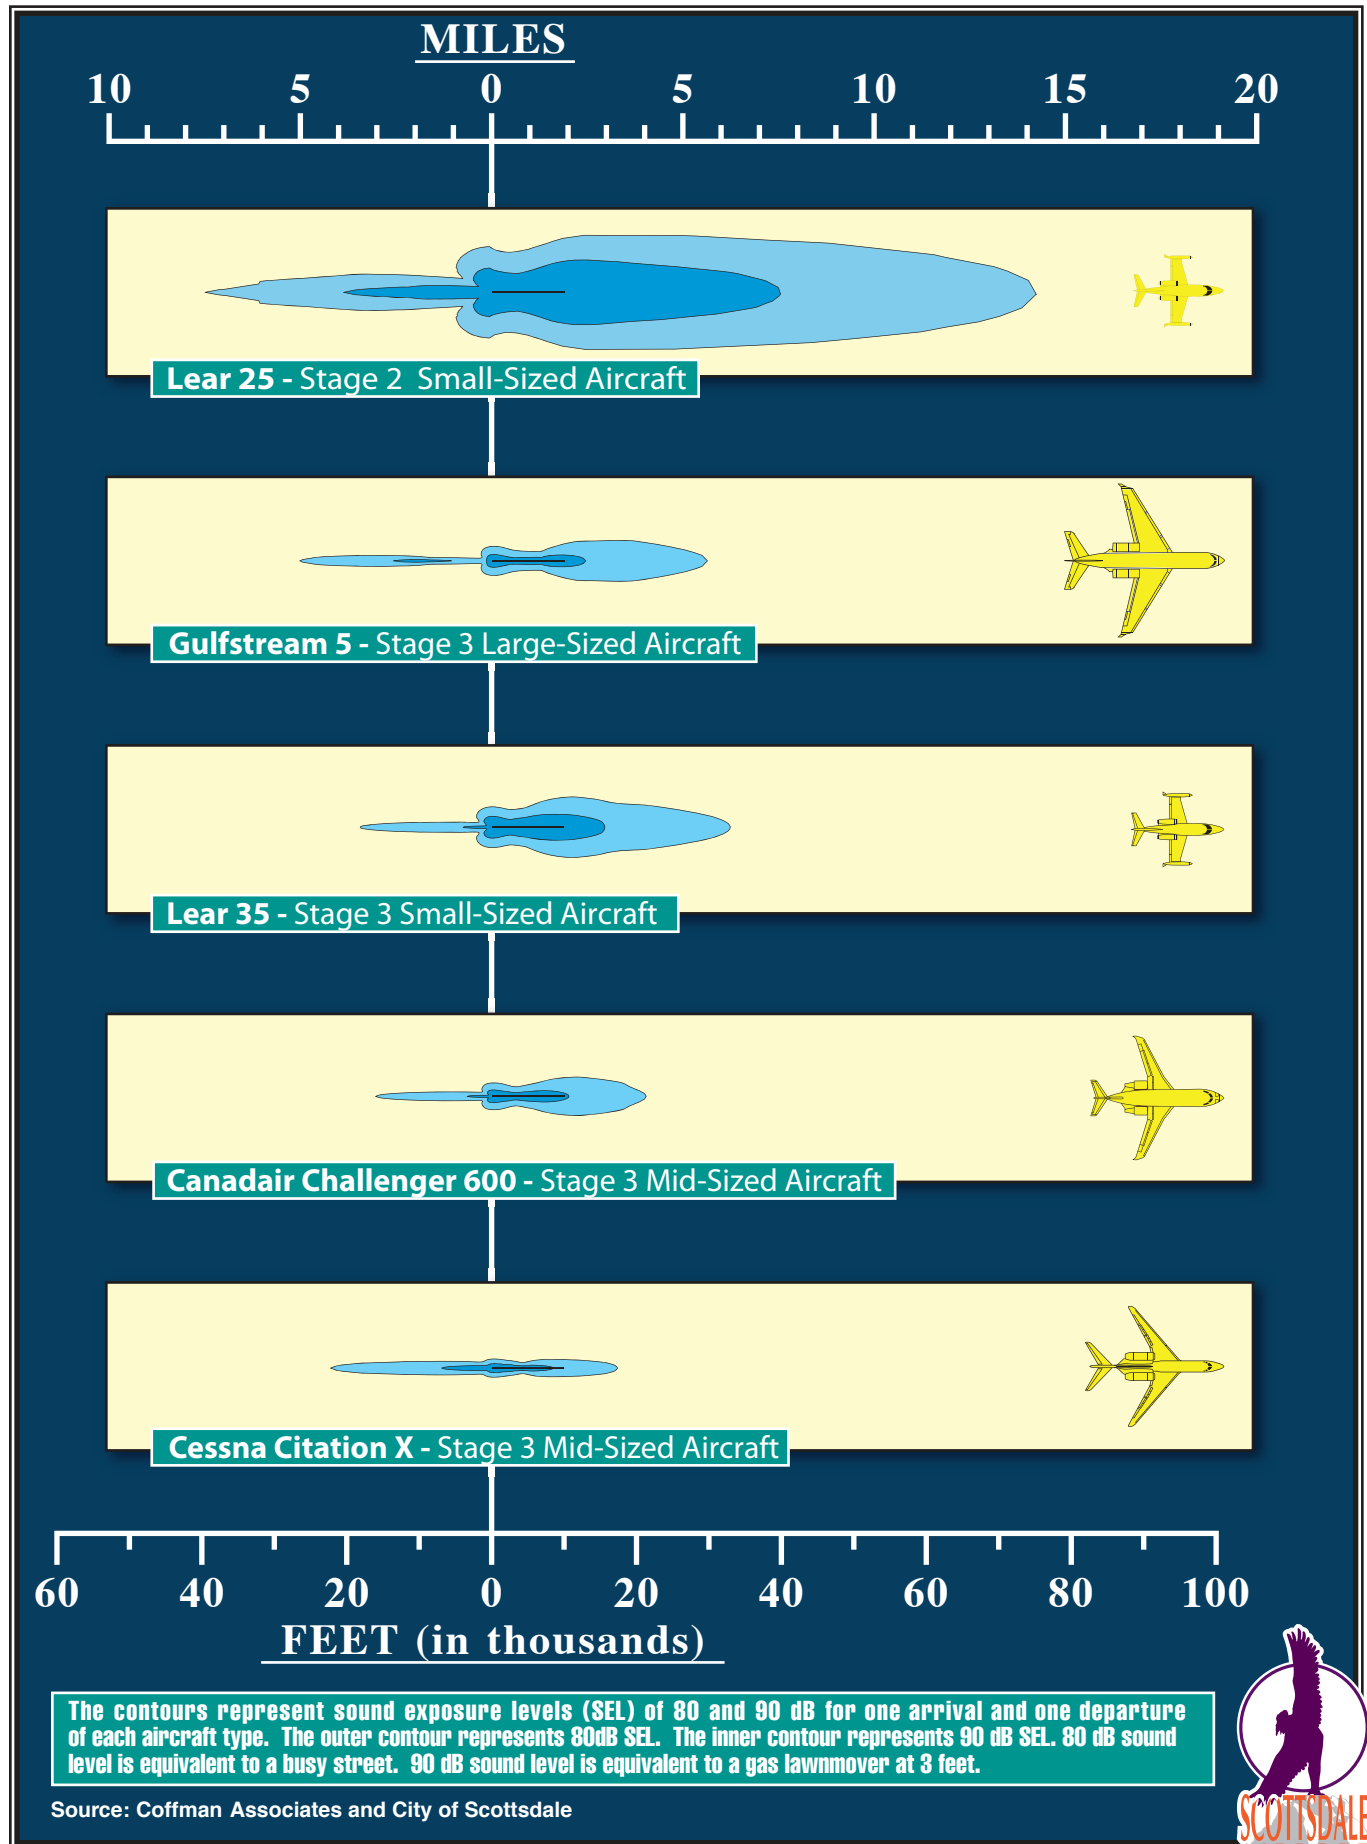 MILES
10 5 0 5 10 15 20
Lear 25 - Stage 2 Small-Sized Aircraft
Gulfstream 5 - Stage 3 Large-Sized Aircraft
Lear 35 - Stage 3 Small-Sized Aircraft
Canadair Challenger 600 - Stage 3 Mid-Sized Aircraft
Cessna Citation X - Stage 3 Mid-Sized Aircraft
60 40 20 0 20 40 60 80 100
FEET (in thousands)
The contours represent sound exposure levels (SEL) of 80 and 90 dB for one arrival and one departure
of each aircraft type. The outer contour represents 80dB SEL. The inner contour represents 90 dB SEL. 80 dB sound
level is equivalent to a busy street. 90 dB sound level is equivalent to a gas lawnmover at 3 feet.
Source: Coffman Associates and City of Scottsdale
SCOTTSDALE